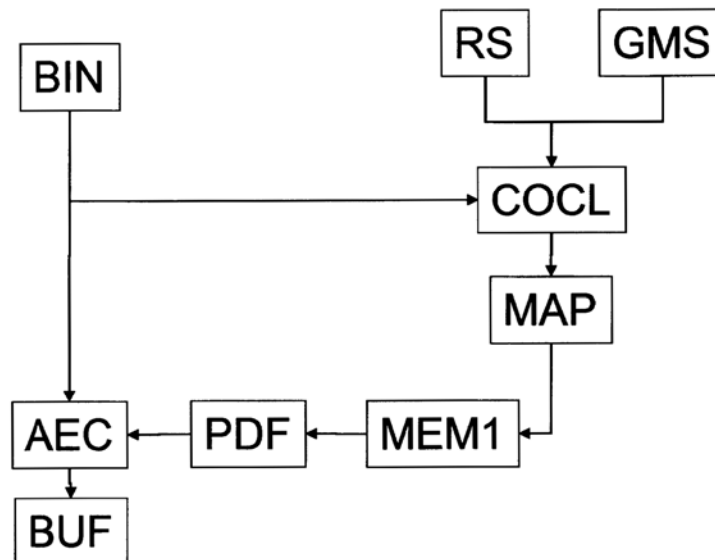 RS
GMS
BIN
COCL
MAP
AEC
PDF
MEM1
BUF